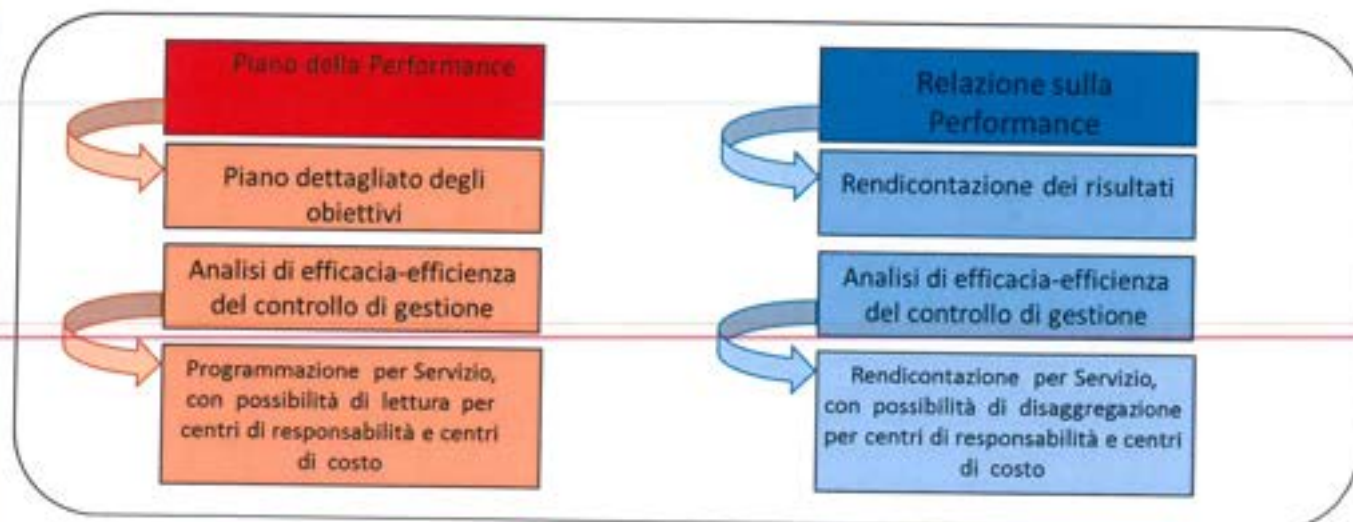 Piano della Performance
Piano dettagliato degli
obiettivi
Analisi di efficacia-efficienza
del controllo di gestione
Programmazione per Servizio,
con possibilità di lettura per
centri di responsabilità e centri
di costo
Relazione sulla
Performance
Rendicontazione dei risultati
Analisi di efficacia-efficienza
del controllo di gestione
Rendicontazione per Servizio,
con possibilità di disaggregazione
per centri di responsabilità e centri
di costo